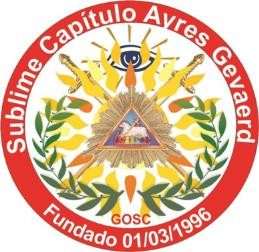 Sublime Capítulo Ayres Gevaerd
GOSC
Fundado 01/03/1996